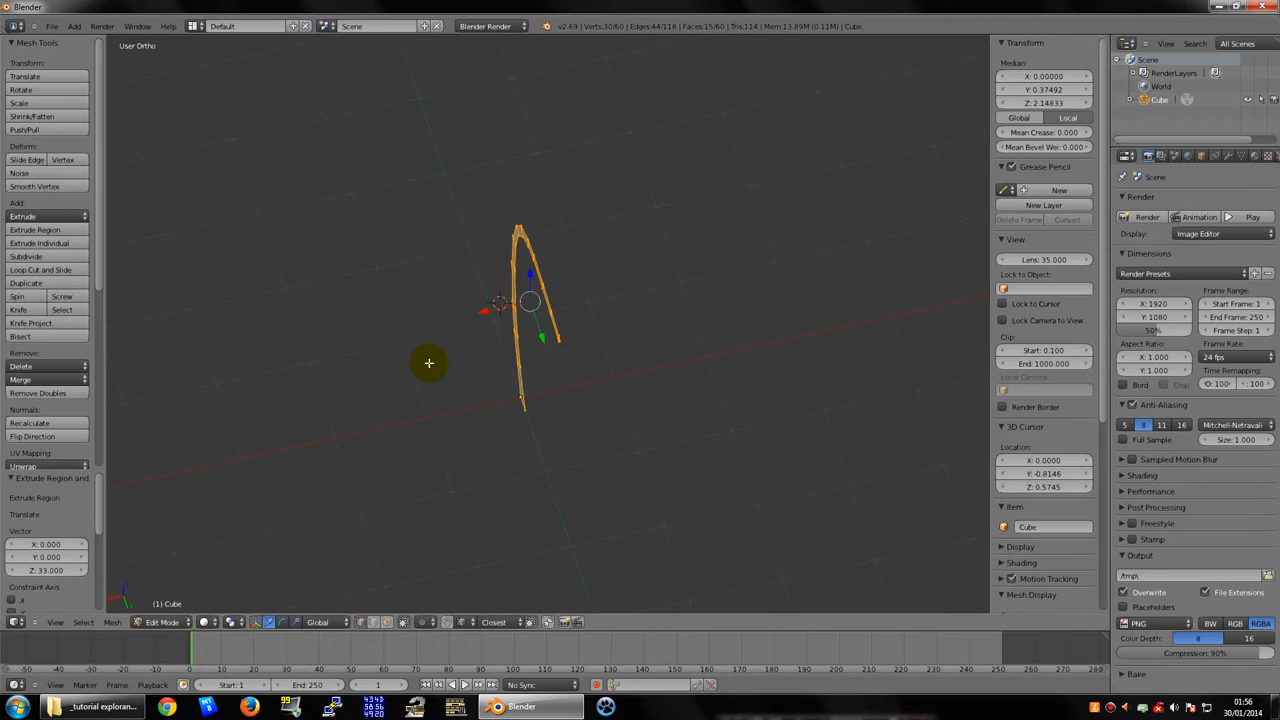 Blender
File Add Render Window Help Default Scene Blender Render v2.69 | Verts:30/60 | Edges:44/118 | Faces:15/60 | Tris:114 | Mem:13.89M (0.11M) | Cube
Mesh Tools
Transform:
Translate
Rotate
Scale
Shrink/Fatten
Push/Pull
Deform:
Slide Edge Vertex
Noise
Smooth Vertex
Add:
Extrude
Extrude Region
Extrude Individual
Subdivide
Loop Cut and Slide
Duplicate
Spin Screw
Knife Select
Knife Project
Bisect
Remove:
Delete
Merge
Remove Doubles
Normals:
Recalculate
Flip Direction
UV Mapping:
Unwrap
Extrude Region and
Extrude Region
Translate
Vector
X: 0.000
Y: 0.000
Z: 33.000
Constraint Axis
X
User Ortho
(1) Cube
View Select Mesh Edit Mode Global Closest
Transform
Median:
X: 0.00000
Y: 0.37492
Z: 2.14833
Global Local
Mean Crease: 0.000
Mean Bevel Wei: 0.000
Grease Pencil
New
New Layer
Delete Frame Convert
View
Lens: 35.000
Lock to Object:
Lock to Cursor
Lock Camera to View
Clip:
Start: 0.100
End: 1000.000
Local Camera:
Render Border
3D Cursor
Location:
X: 0.0000
Y: -0.8146
Z: 0.5745
Item
Cube
Display
Shading
Motion Tracking
Mesh Display
View Search All Scenes
Scene
RenderLayers
World
Cube
Scene
Render
Render Animation Play
Display: Image Editor
Dimensions
Render Presets
Resolution: Frame Range:
X: 1920 Start Frame: 1
Y: 1080 End Frame: 250
50% Frame Step: 1
Aspect Ratio: Frame Rate:
X: 1.000 24 fps
Y: 1.000 Time Remapping:
Bord Crop O: 100 : 100
Anti-Aliasing
5 8 11 16 Mitchell-Netravali
Full Sample Size: 1.000
Sampled Motion Blur
Shading
Performance
Post Processing
Freestyle
Stamp
Output
/tmp\
Overwrite File Extensions
Placeholders
PNG BW RGB RGBA
Color Depth: 8 16
Compression: 90%
Bake
-50 -40 -30 -20 -10 0 10 20 30 40 50 60 70 80 90 100 110 120 130 140 150 160 170 180 190 200 210 220 230 240 250 260 270 280
View Marker Frame Playback Start: 1 End: 250 1 No Sync
_tutorial exploran... Blender 01:56
30/01/2014